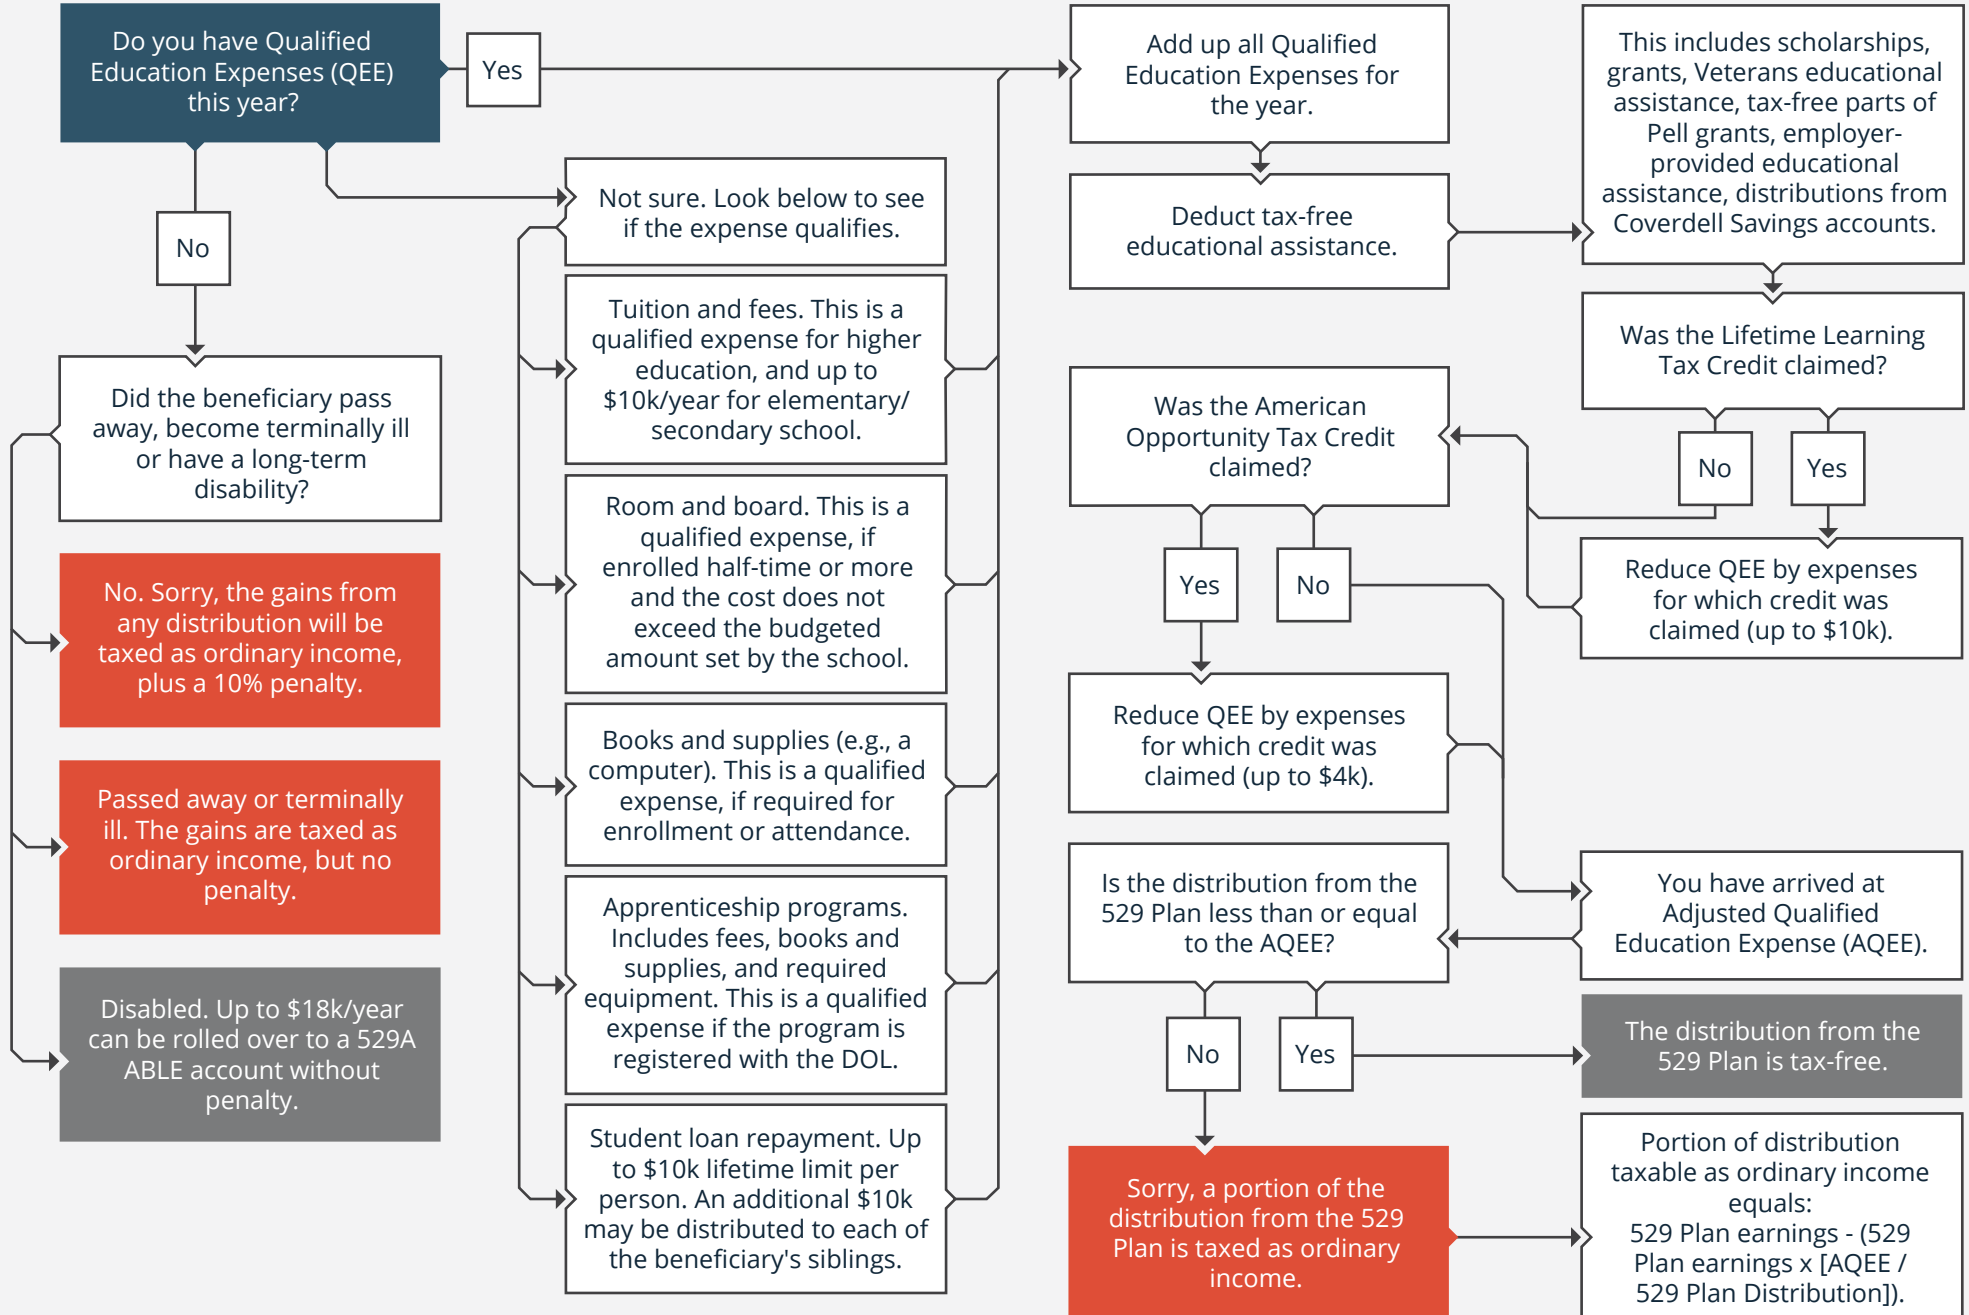 Do you have Qualified
Education Expenses (QEE)
this year?
Yes
No
Did the beneficiary pass
away, become terminally ill
or have a long-term
disability?
No. Sorry, the gains from
any distribution will be
taxed as ordinary income,
plus a 10% penalty.
Passed away or terminally
ill. The gains are taxed as
ordinary income, but no
penalty.
Disabled. Up to $18k/year
can be rolled over to a 529A
ABLE account without
penalty.
Not sure. Look below to see
if the expense qualifies.
Tuition and fees. This is a
qualified expense for higher
education, and up to
$10k/year for elementary/
secondary school.
Room and board. This is a
qualified expense, if
enrolled half-time or more
and the cost does not
exceed the budgeted
amount set by the school.
Books and supplies (e.g., a
computer). This is a qualified
expense, if required for
enrollment or attendance.
Apprenticeship programs.
Includes fees, books and
supplies, and required
equipment. This is a qualified
expense if the program is
registered with the DOL.
Student loan repayment. Up
to $10k lifetime limit per
person. An additional $10k
may be distributed to each of
the beneficiary's siblings.
Add up all Qualified
Education Expenses for
the year.
Deduct tax-free
educational assistance.
This includes scholarships,
grants, Veterans educational
assistance, tax-free parts of
Pell grants, employer-
provided educational
assistance, distributions from
Coverdell Savings accounts.
Was the Lifetime Learning
Tax Credit claimed?
No
Yes
Reduce QEE by expenses
for which credit was
claimed (up to $10k).
Was the American
Opportunity Tax Credit
claimed?
Yes
No
Reduce QEE by expenses
for which credit was
claimed (up to $4k).
You have arrived at
Adjusted Qualified
Education Expense (AQEE).
Is the distribution from the
529 Plan less than or equal
to the AQEE?
No
Yes
The distribution from the
529 Plan is tax-free.
Sorry, a portion of the
distribution from the 529
Plan is taxed as ordinary
income.
Portion of distribution
taxable as ordinary income
equals:
529 Plan earnings - (529
Plan earnings x [AQEE /
529 Plan Distribution]).